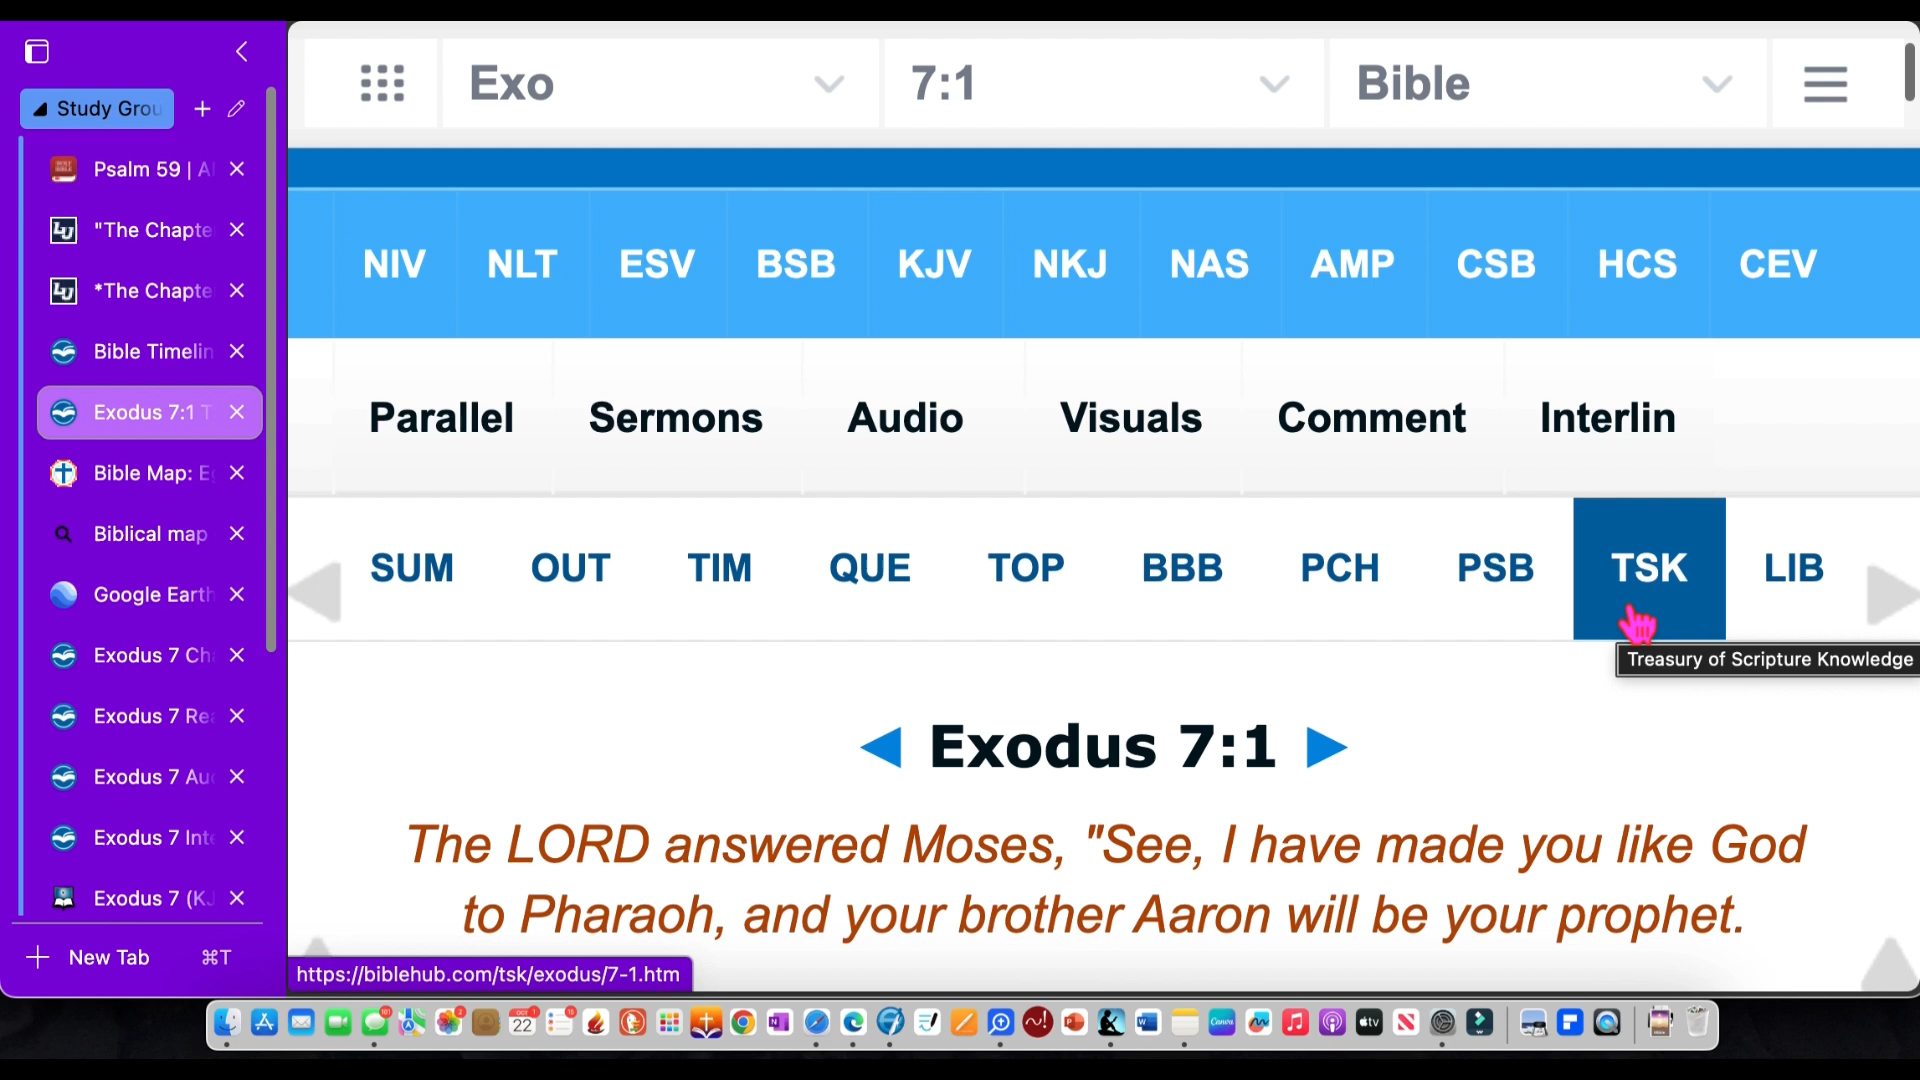 Study Grou
Psalm 59 | Al
"The Chapte
*The Chapte
Bible Timelin
Exodus 7:1 T
Bible Map: E
Biblical map
Google Earth
Exodus 7 Ch
Exodus 7 Re
Exodus 7 Au
Exodus 7 Int
Exodus 7 (KJ
New Tab ⌘T
Exo 7:1 Bible
NIV NLT ESV BSB KJV NKJ NAS AMP CSB HCS CEV
Parallel Sermons Audio Visuals Comment Interlin
SUM OUT TIM QUE TOP BBB PCH PSB TSK LIB
Treasury of Scripture Knowledge
Exodus 7:1
The LORD answered Moses, "See, I have made you like God
to Pharaoh, and your brother Aaron will be your prophet.
https://biblehub.com/tsk/exodus/7-1.htm